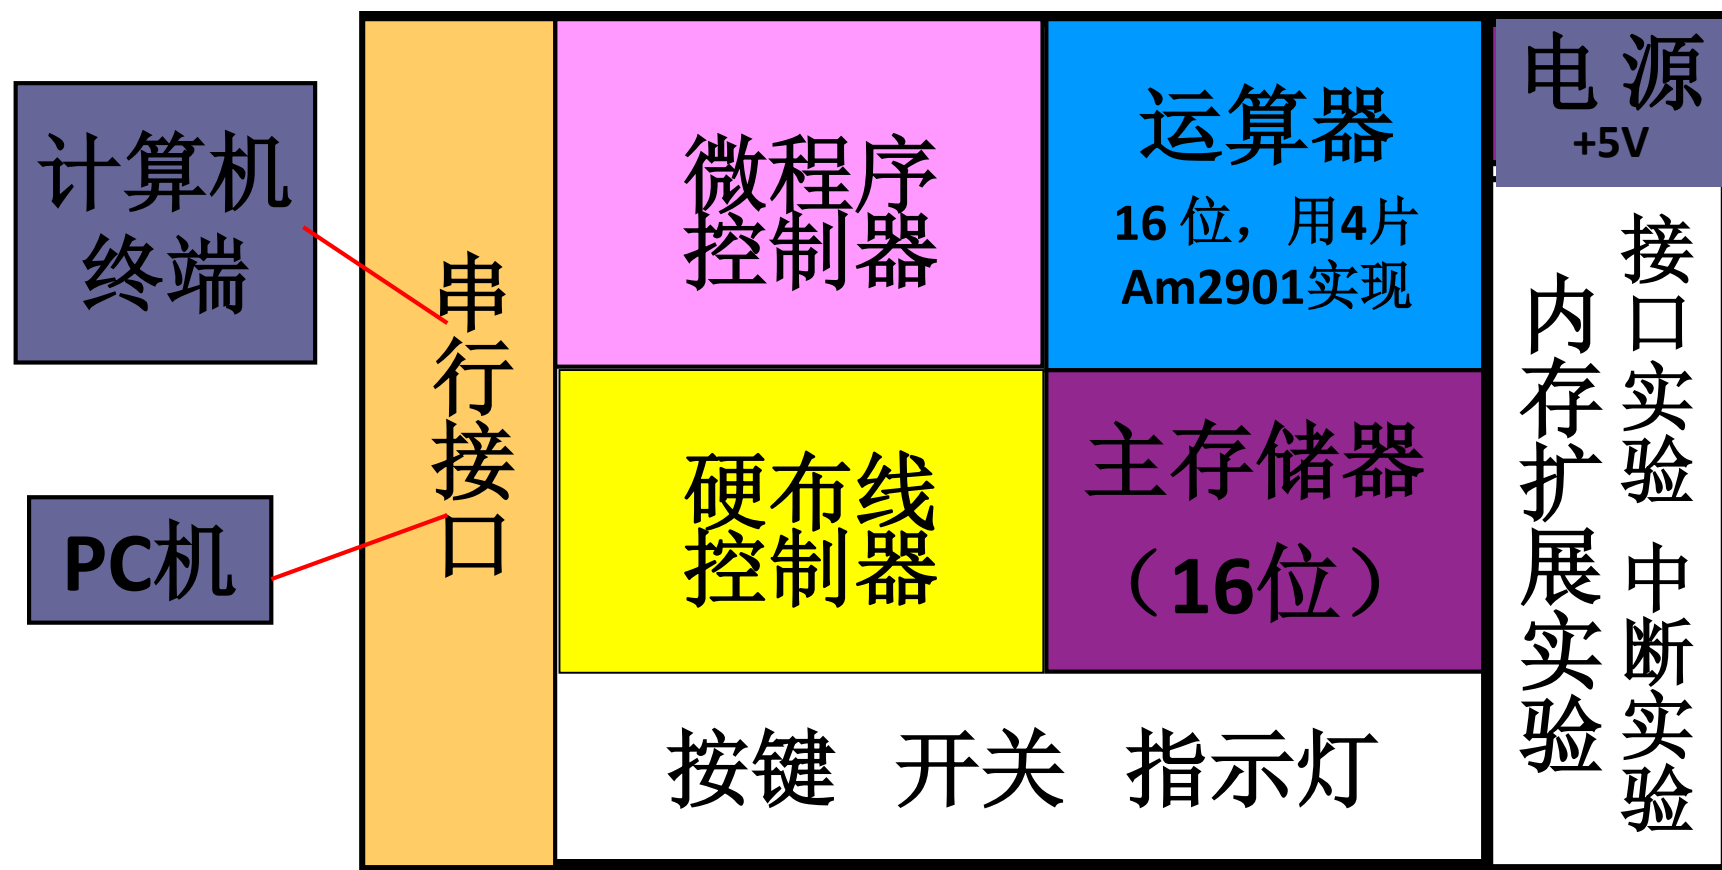 计算机
终端
PC机
串行接口
微程序
控制器
硬布线
控制器
运算器
16 位，用4片
Am2901实现
主存储器
（16位）
按键 开关 指示灯
电 源
+5V
内存扩展实验
接口实验 中断实验